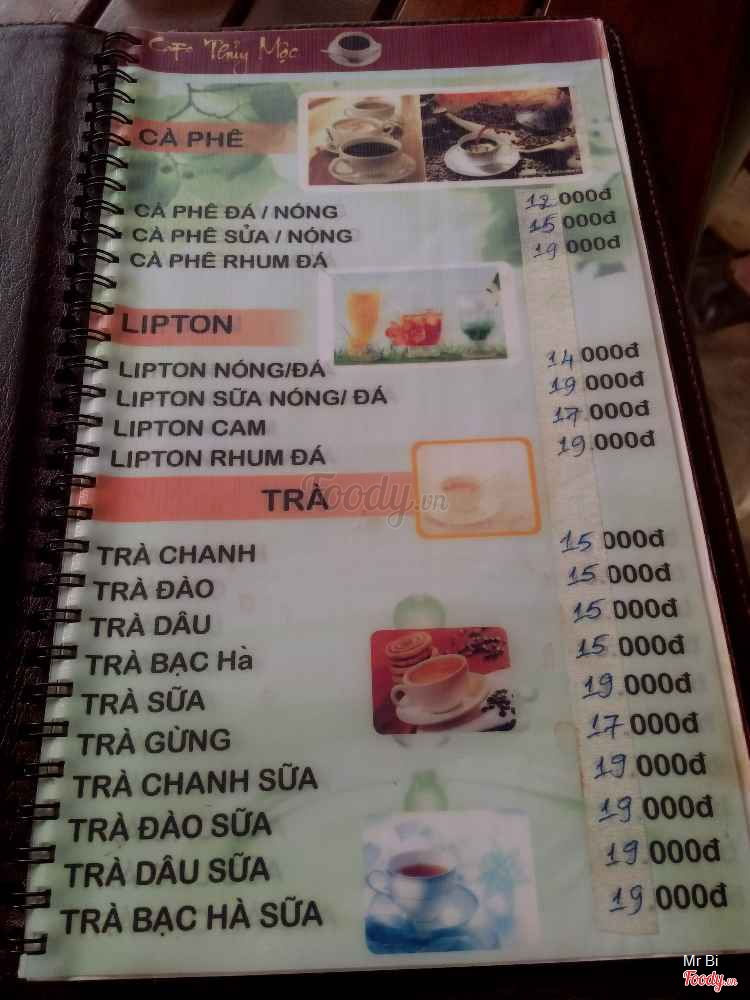 Cafe Thủy Mộc
CÀ PHÊ
CÀ PHÊ ĐÁ / NÓNG 12.000đ
CÀ PHÊ SỬA / NÓNG 15.000đ
CÀ PHÊ RHUM ĐÁ 19.000đ
LIPTON
LIPTON NÓNG/ĐÁ 14.000đ
LIPTON SỮA NÓNG/ ĐÁ 19.000đ
LIPTON CAM 17.000đ
LIPTON RHUM ĐÁ 19.000đ
TRÀ
Foody.vn
TRÀ CHANH 15.000đ
TRÀ ĐÀO 15.000đ
TRÀ DÂU 15.000đ
TRÀ BẠC Hà 15.000đ
TRÀ SỮA 19.000đ
TRÀ GỪNG 17.000đ
TRÀ CHANH SỮA 19.000đ
TRÀ ĐÀO SỮA 19.000đ
TRÀ DÂU SỮA 19.000đ
TRÀ BẠC HÀ SỮA 19.000đ
Mr Bi
Foody.vn